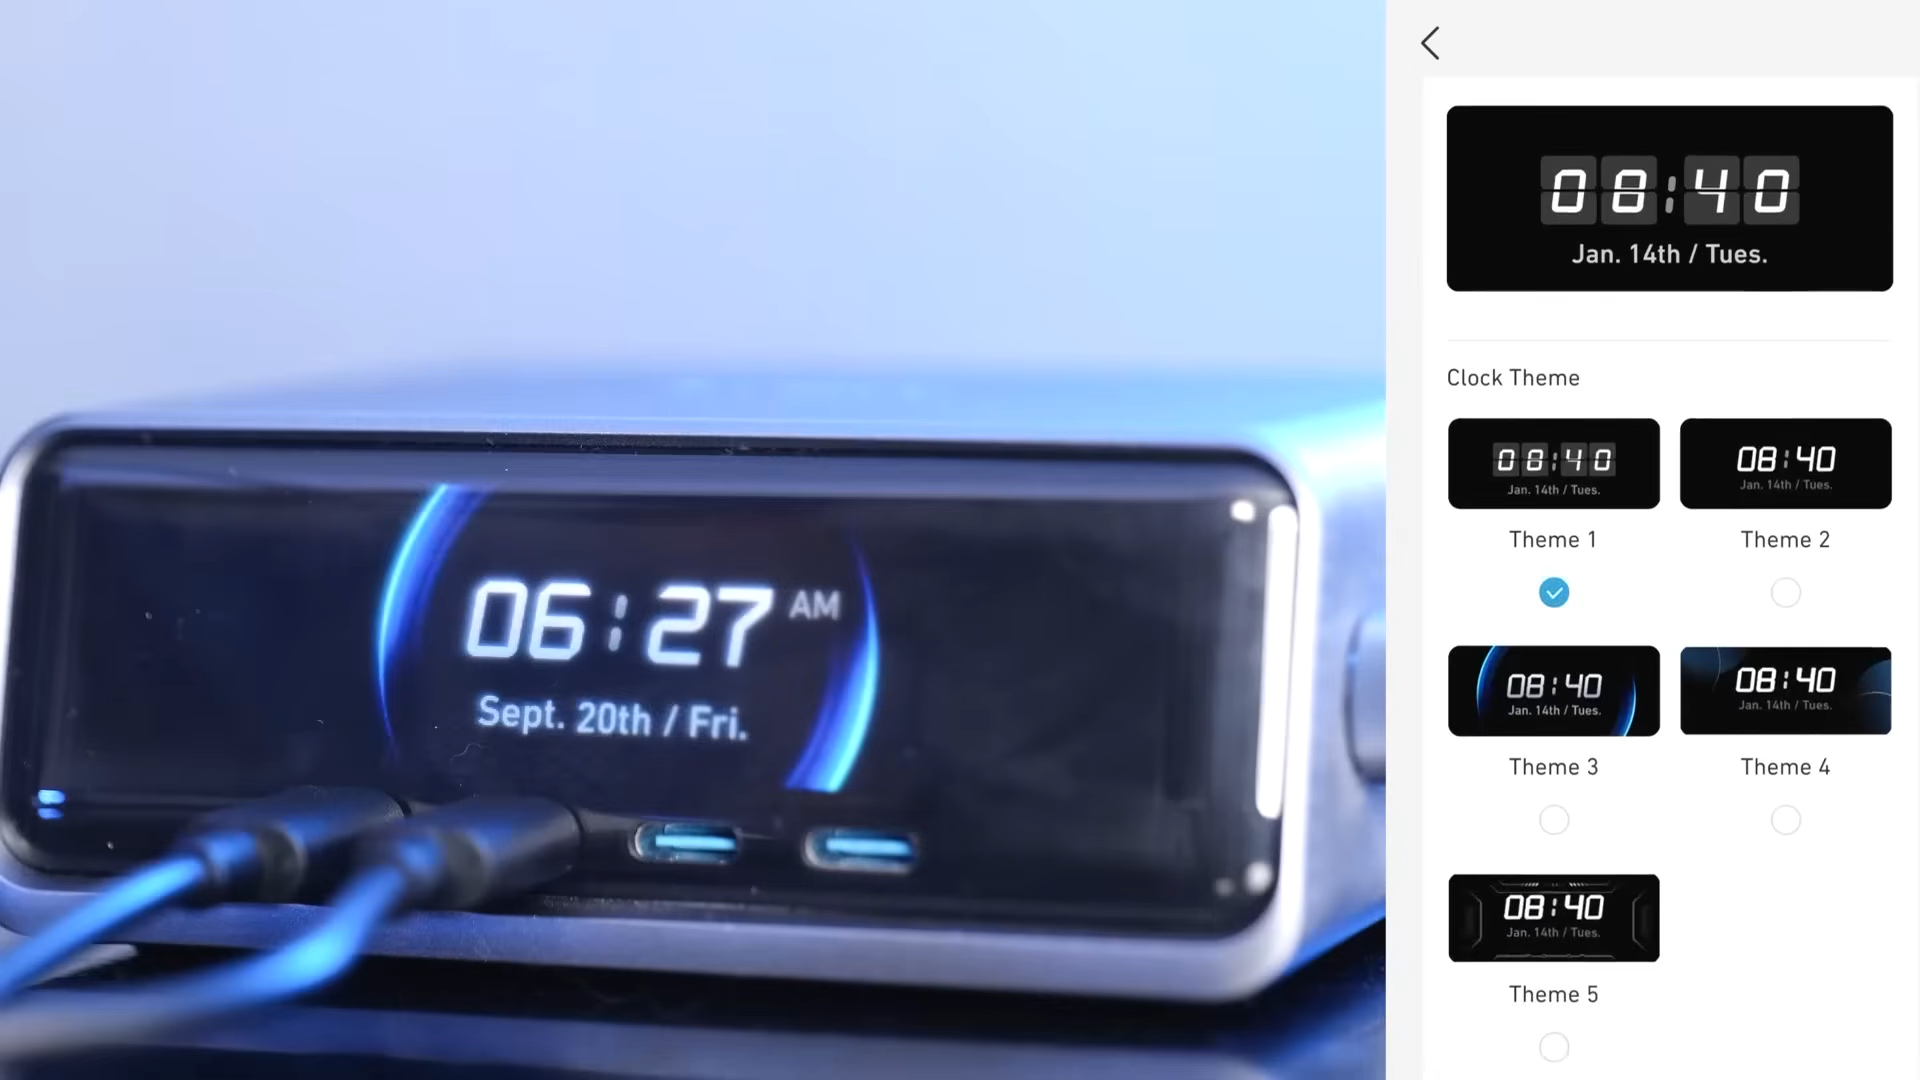 06:27 AM
Sept. 20th / Fri.
08:40
Jan. 14th / Tues.
Clock Theme
08:40
Jan. 14th / Tues.
Theme 1
08:40
Jan. 14th / Tues.
Theme 2
08:40
Jan. 14th / Tues.
Theme 3
08:40
Jan. 14th / Tues.
Theme 4
08:40
Jan. 14th / Tues.
Theme 5